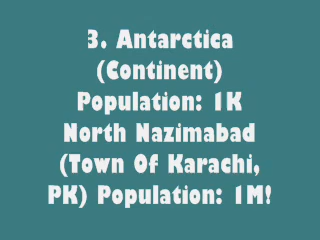 3. Antarctica
(Continent)
Population: 1K
North Nazimabad
(Town Of Karachi,
PK) Population: 1M!